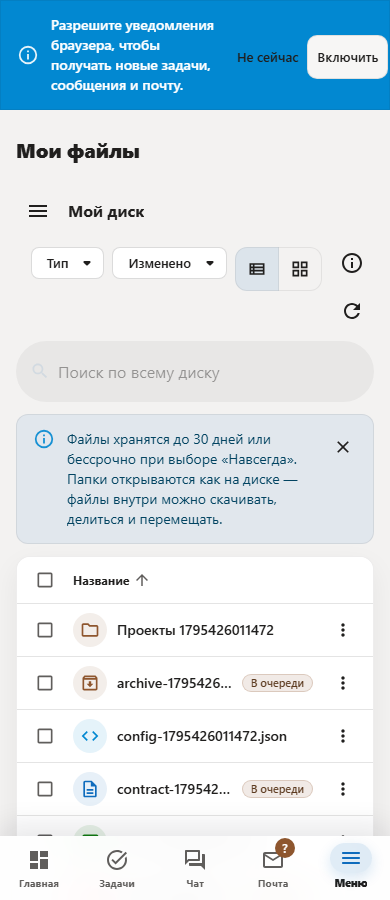 Разрешите уведомления
браузера, чтобы
получать новые задачи,
сообщения и почту.
Не сейчас
Включить
Мои файлы
Мой диск
Тип
Изменено
Поиск по всему диску
Файлы хранятся до 30 дней или
бессрочно при выборе «Навсегда».
Папки открываются как на диске —
файлы внутри можно скачивать,
делиться и перемещать.
Название
Проекты 1795426011472
archive-1795426... В очереди
config-1795426011472.json
contract-179542... В очереди
?
Главная Задачи Чат Почта Меню